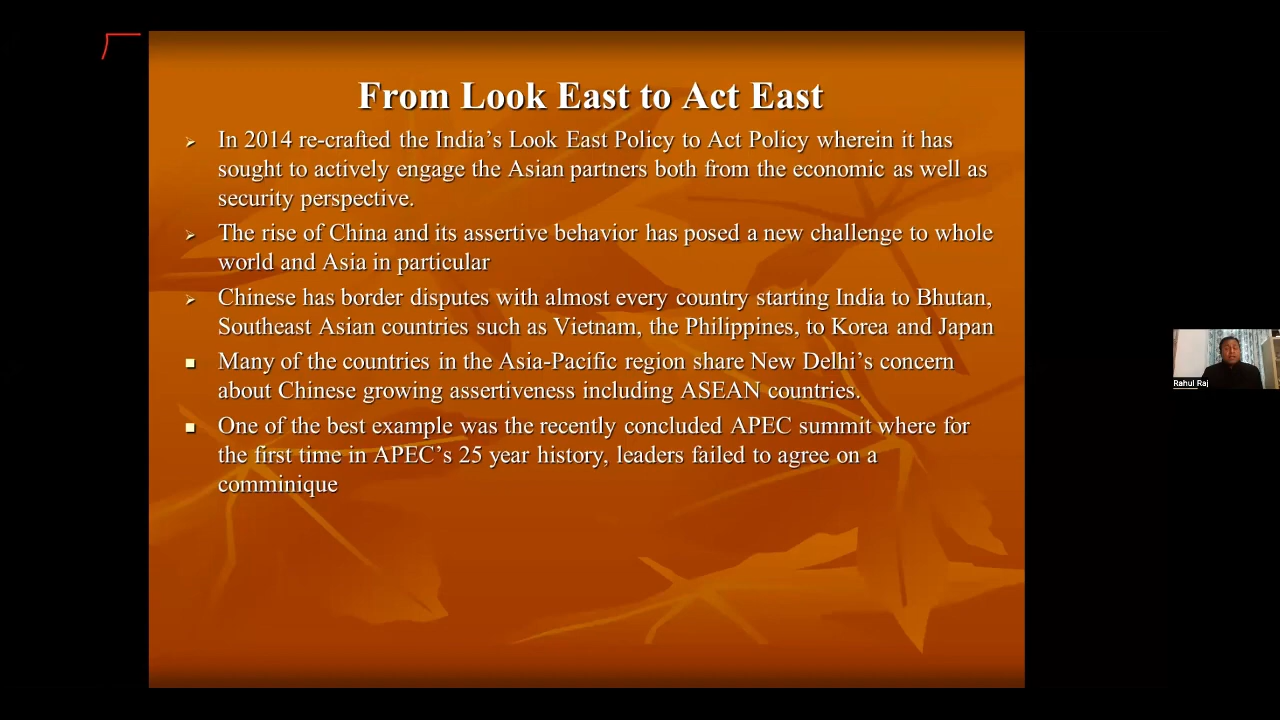 From Look East to Act East
In 2014 re-crafted the India's Look East Policy to Act Policy wherein it has
sought to actively engage the Asian partners both from the economic as well as
security perspective.
The rise of China and its assertive behavior has posed a new challenge to whole
world and Asia in particular
Chinese has border disputes with almost every country starting India to Bhutan,
Southeast Asian countries such as Vietnam, the Philippines, to Korea and Japan
Many of the countries in the Asia-Pacific region share New Delhi's concern
about Chinese growing assertiveness including ASEAN countries.
One of the best example was the recently concluded APEC summit where for
the first time in APEC's 25 year history, leaders failed to agree on a
comminique
Rahul Raj